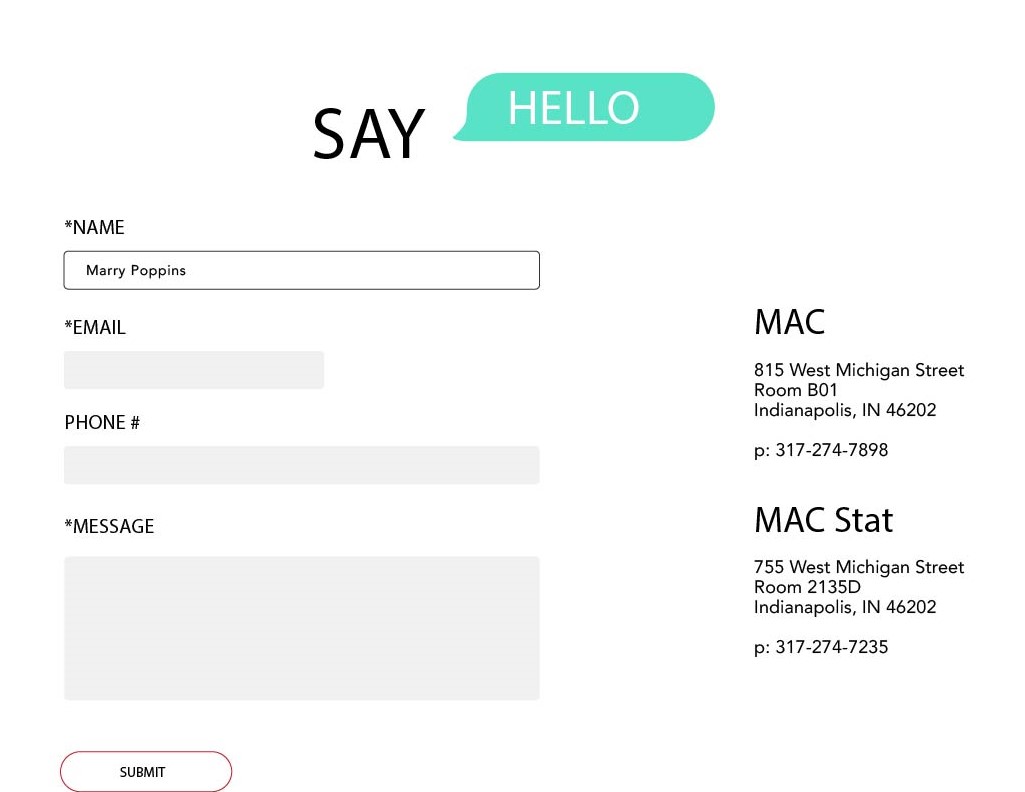 SAY HELLO
*NAME
Marry Poppins
*EMAIL
PHONE #
*MESSAGE
SUBMIT
MAC
815 West Michigan Street
Room B01
Indianapolis, IN 46202
p: 317-274-7898
MAC Stat
755 West Michigan Street
Room 2135D
Indianapolis, IN 46202
p: 317-274-7235